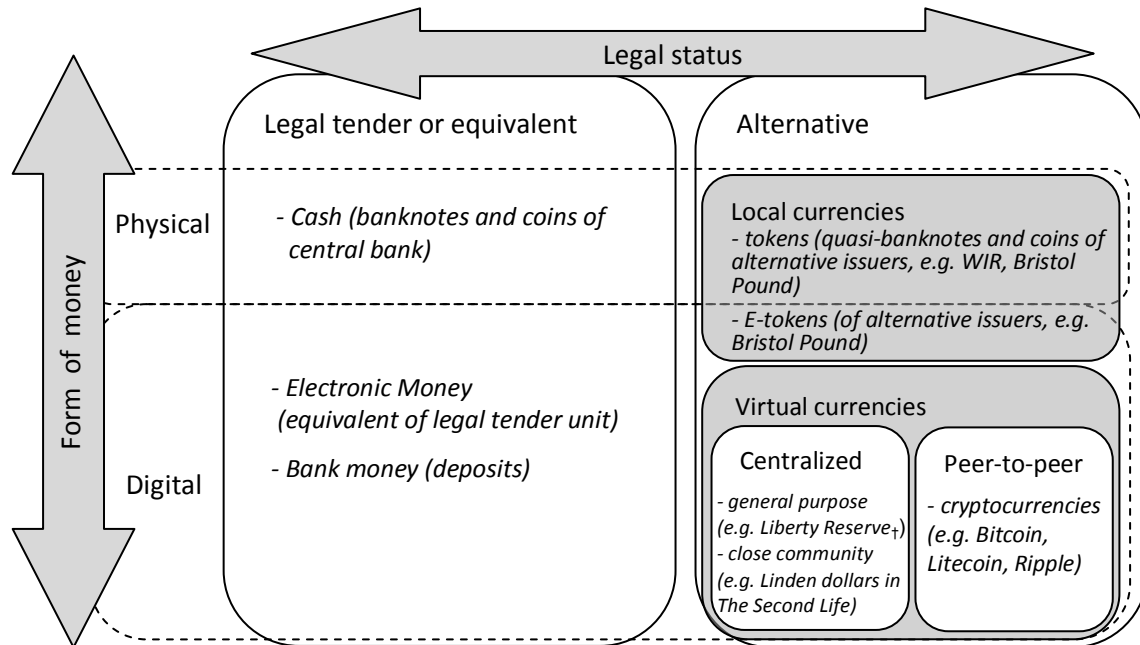 Legal status
Legal tender or equivalent
Alternative
Form of money
Physical
- Cash (banknotes and coins of
central bank)
Local currencies
- tokens (quasi-banknotes and coins of
alternative issuers, e.g. WIR, Bristol
Pound)
- E-tokens (of alternative issuers, e.g.
Bristol Pound)
Digital
- Electronic Money
(equivalent of legal tender unit)
- Bank money (deposits)
Virtual currencies
Centralized
- general purpose
(e.g. Liberty Reserve†)
- close community
(e.g. Linden dollars in
The Second Life)
Peer-to-peer
- cryptocurrencies
(e.g. Bitcoin,
Litecoin, Ripple)